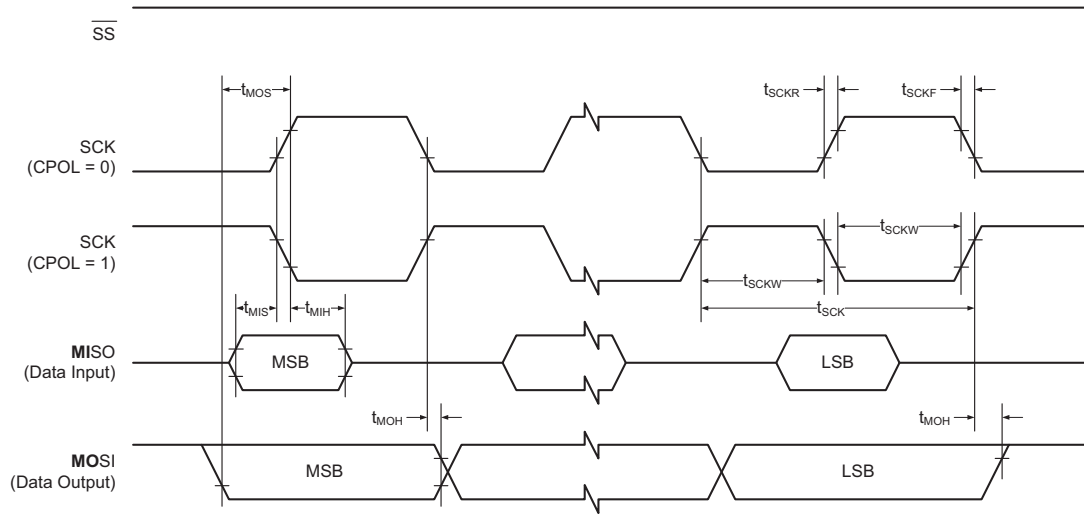 SS
tMOS
tSCKR
tSCKF
SCK
(CPOL = 0)
SCK
(CPOL = 1)
tSCKW
tSCKW
tSCK
tMIS
tMIH
MISO
(Data Input)
MSB
LSB
tMOH
tMOH
MOSI
(Data Output)
MSB
LSB